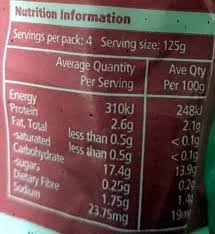 Nutrition Information
Servings per pack: 4 Serving size: 125g
Average Quantity Ave Qty
Per Serving Per 100g
Energy 310kJ 248kJ
Protein 2.6g 2.1g
Fat, Total less than 0.5g < 0.1g
-saturated less than 0.5g < 0.1g
Carbohydrate 17.4g 13.9g
-sugars 0.25g 0.2g
Dietary Fibre 1.75g 1.4g
Sodium 23.75mg 19mg